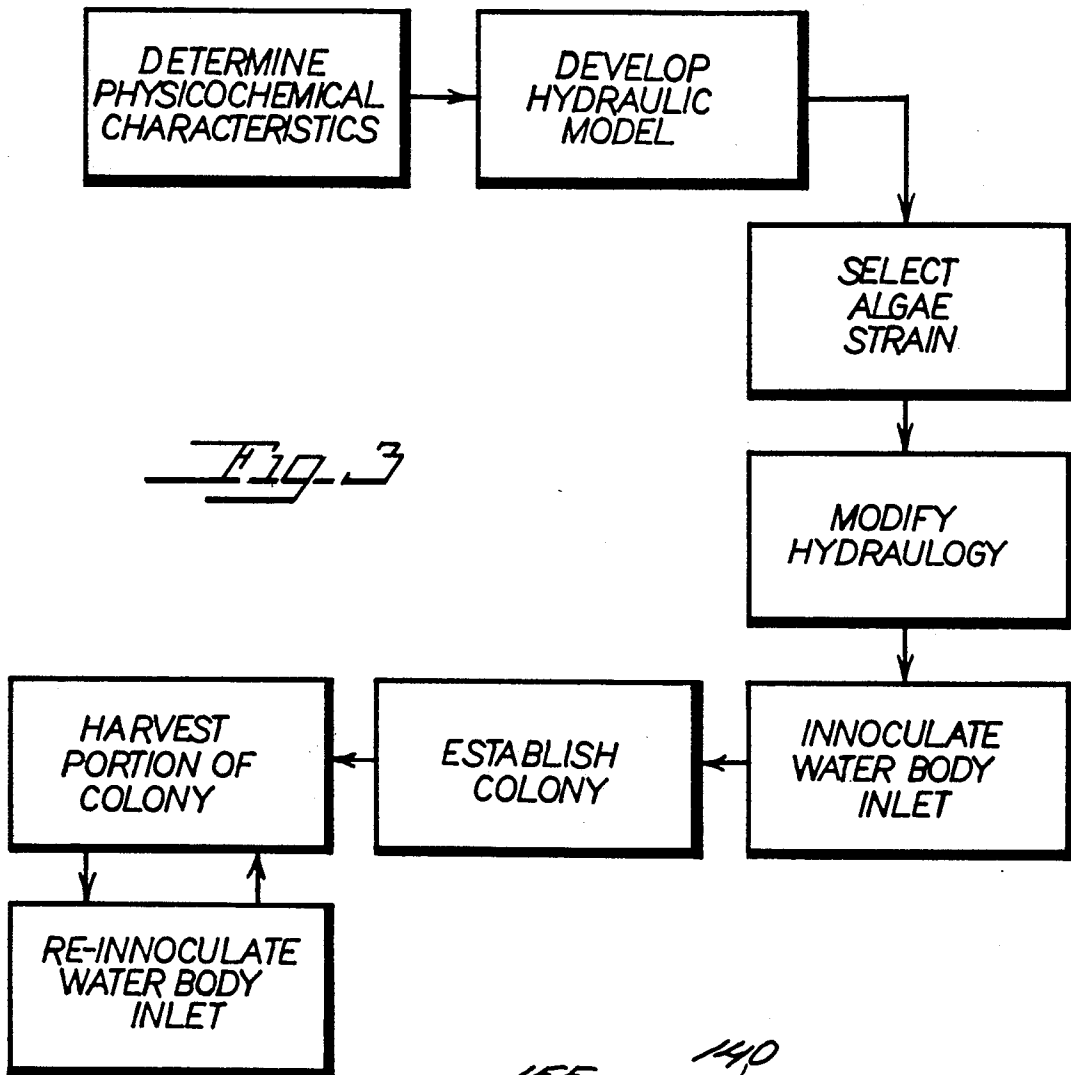 DETERMINE
PHYSICOCHEMICAL
CHARACTERISTICS
DEVELOP
HYDRAULIC
MODEL
SELECT
ALGAE
STRAIN
Fig. 3
MODIFY
HYDRAULOGY
INNOCULATE
WATER BODY
INLET
ESTABLISH
COLONY
HARVEST
PORTION OF
COLONY
RE-INNOCULATE
WATER BODY
INLET
140